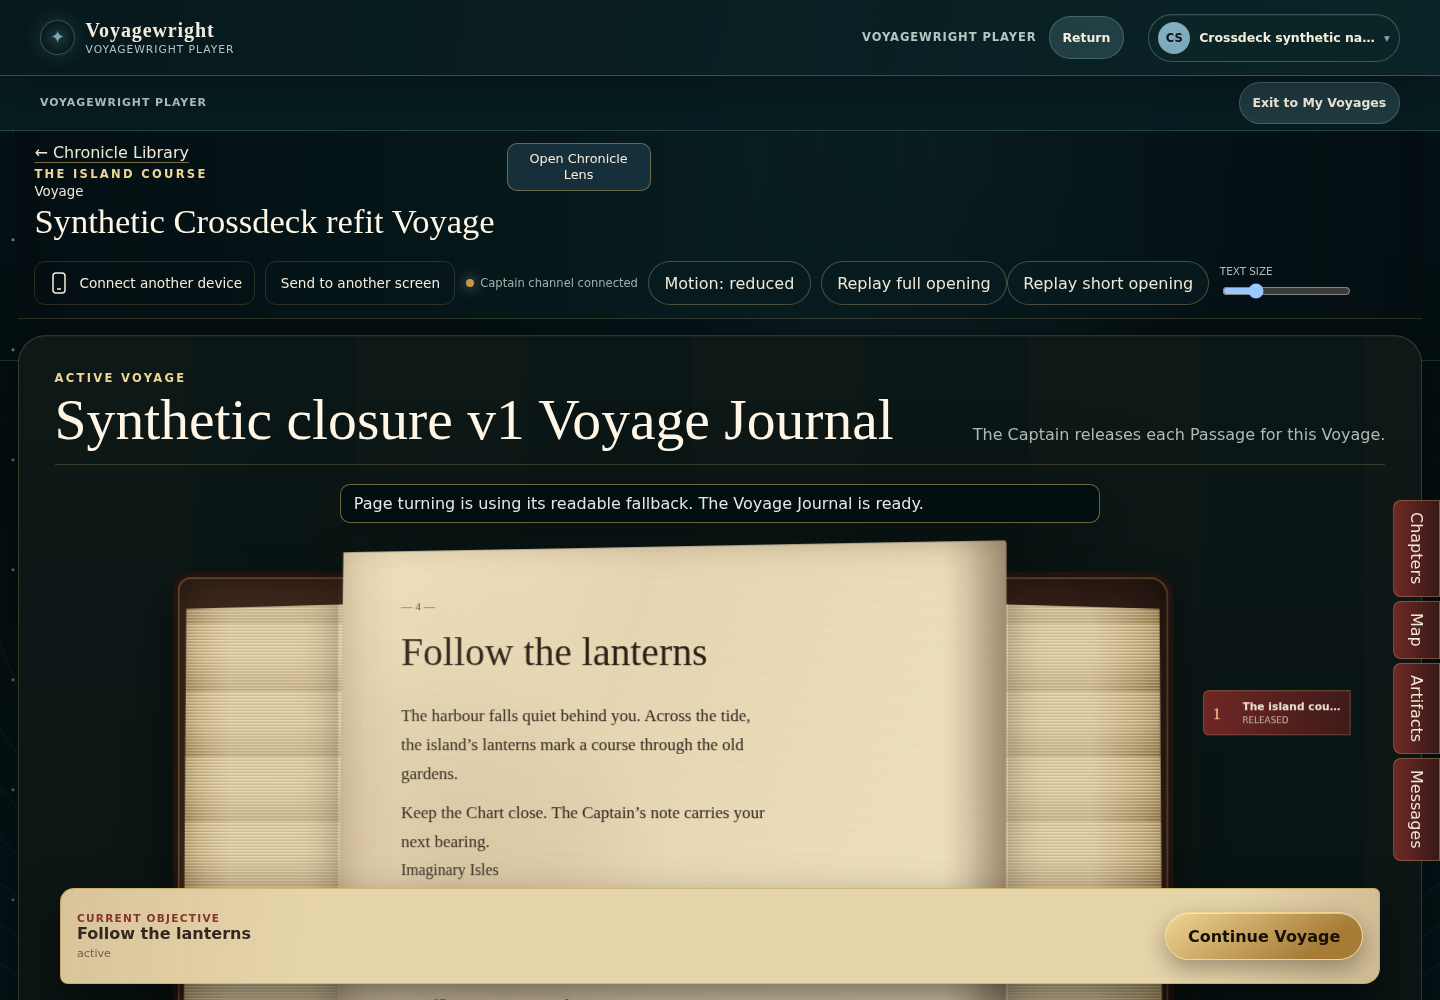 ✦ Voyagewright
VOYAGEWRIGHT PLAYER
VOYAGEWRIGHT PLAYER
Return
CS Crossdeck synthetic na… ▾
VOYAGEWRIGHT PLAYER
Exit to My Voyages
← Chronicle Library
THE ISLAND COURSE
Voyage
Synthetic Crossdeck refit Voyage
Open Chronicle
Lens
Connect another device
Send to another screen
Captain channel connected
Motion: reduced
Replay full opening
Replay short opening
TEXT SIZE
ACTIVE VOYAGE
Synthetic closure v1 Voyage Journal
The Captain releases each Passage for this Voyage.
Page turning is using its readable fallback. The Voyage Journal is ready.
— 4 —
Follow the lanterns
The harbour falls quiet behind you. Across the tide,
the island’s lanterns mark a course through the old
gardens.
Keep the Chart close. The Captain’s note carries your
next bearing.
Imaginary Isles
1
The island cou…
RELEASED
Chapters
Map
Artifacts
Messages
CURRENT OBJECTIVE
Follow the lanterns
active
Continue Voyage